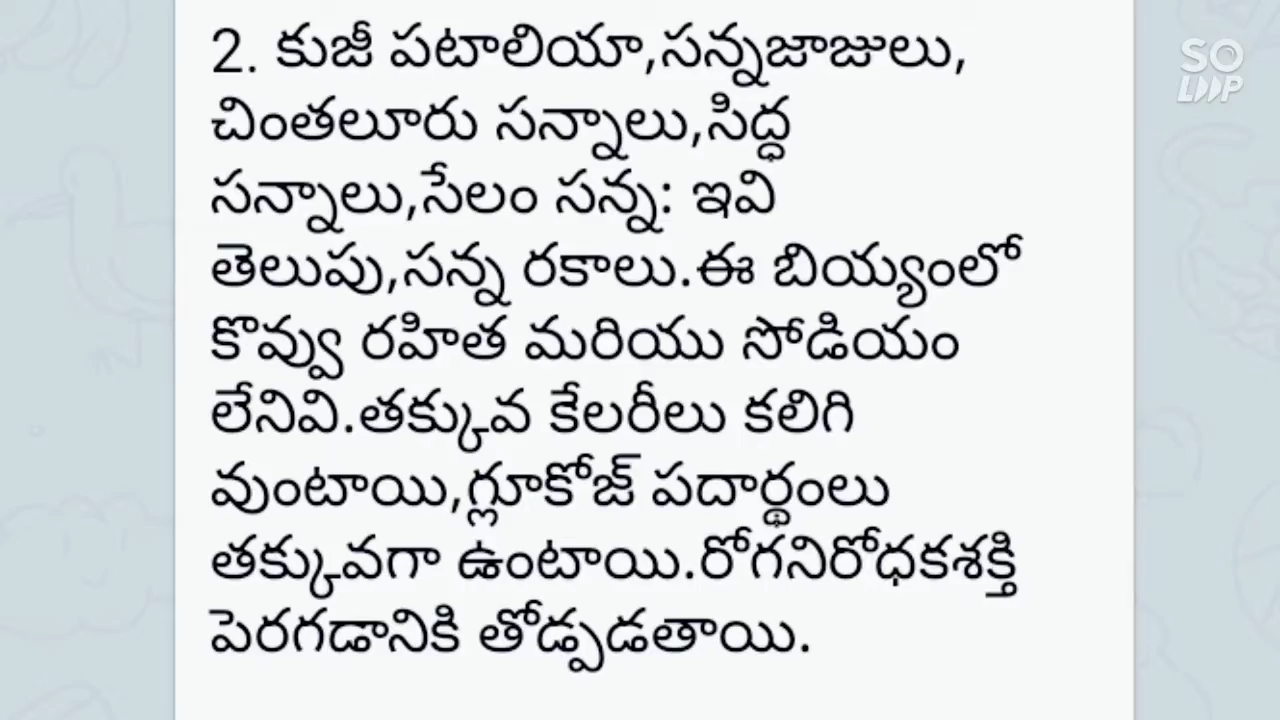 2. కుజీ పటాలియా,సన్నజాజులు,
చింతలూరు సన్నాలు,సిద్ధ
సన్నాలు,సేలం సన్న: ఇవి
తెలుపు,సన్న రకాలు.ఈ బియ్యంలో
కొవ్వు రహిత మరియు సోడియం
లేనివి.తక్కువ కేలరీలు కలిగి
వుంటాయి,గ్లూకోజ్ పదార్థంలు
తక్కువగా ఉంటాయి.రోగనిరోధకశక్తి
పెరగడానికి తోడ్పడతాయి.
SO
LOOP